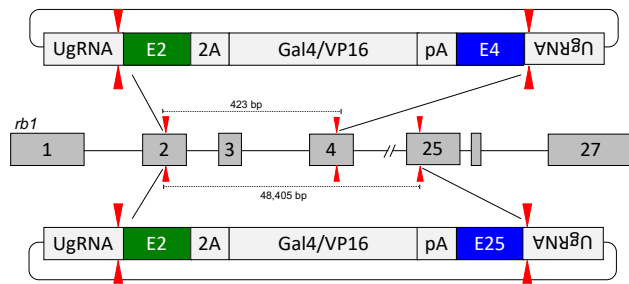 UgRNA E2 2A Gal4/VP16 pA E4 UgRNA
423 bp
rb1
1 2 3 4 // 25 27
48,405 bp
UgRNA E2 2A Gal4/VP16 pA E25 UgRNA